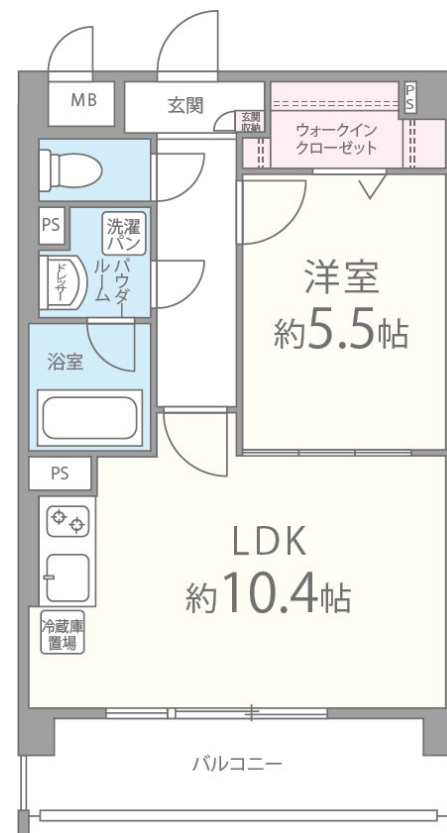 MB
玄関
玄関
収納
PS
ウォークイン
クローゼット
PS
洗濯
パン
ドレッサー
パウダー
ルーム
洋室
約5.5帖
浴室
PS
LDK
約10.4帖
冷蔵庫
置場
バルコニー